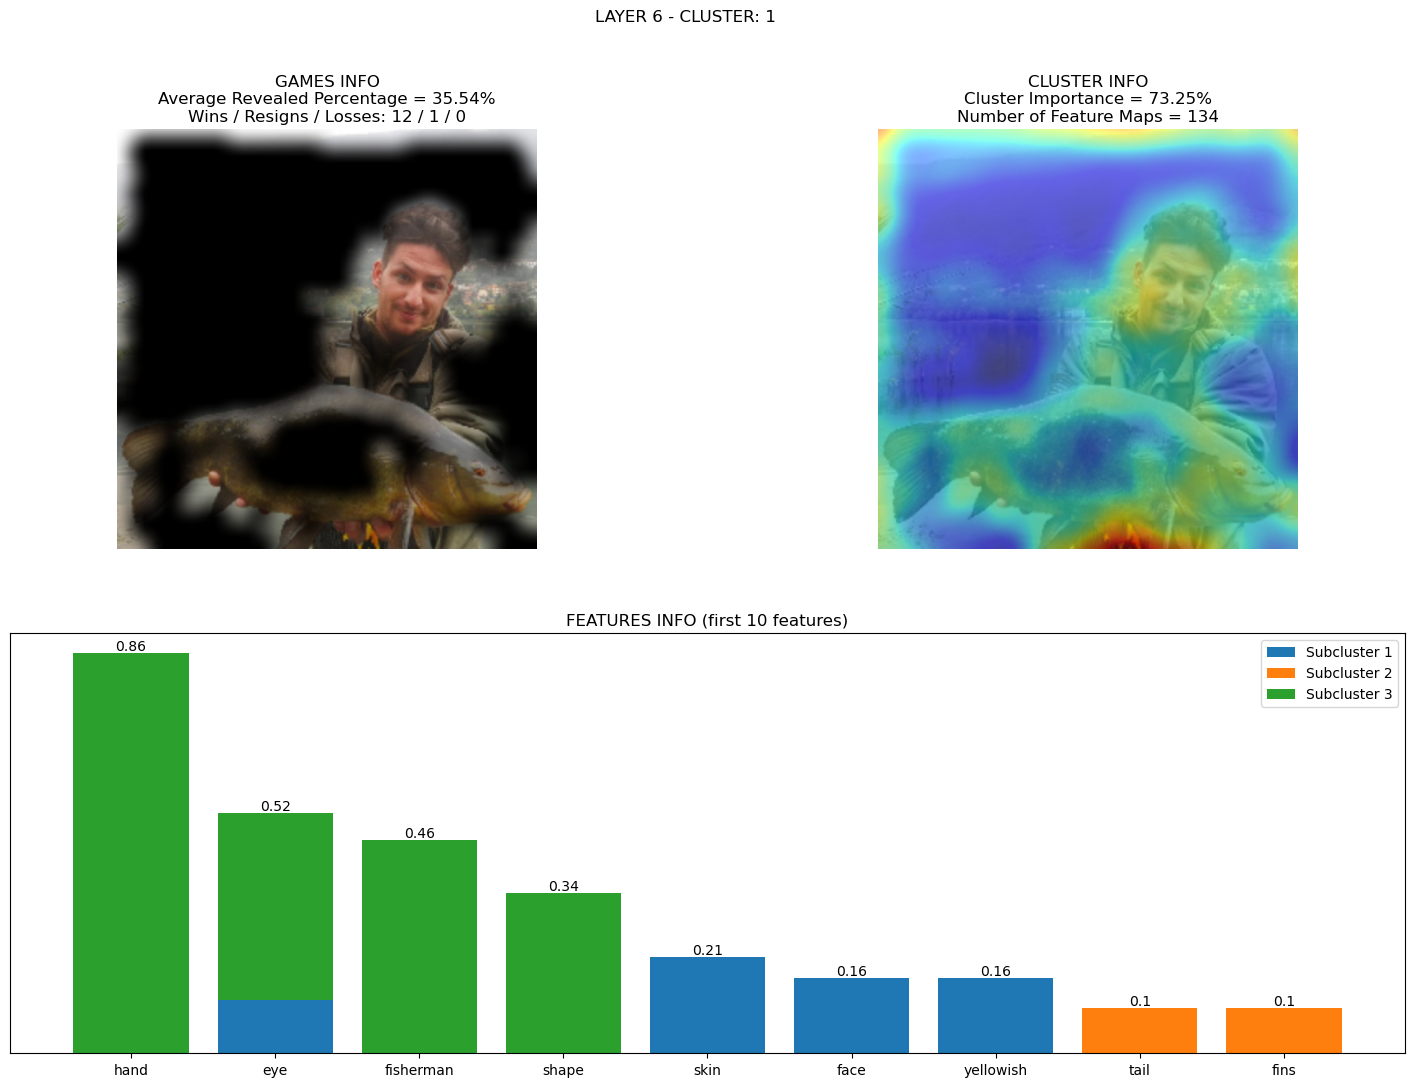 LAYER 6 - CLUSTER: 1
GAMES INFO
Average Revealed Percentage = 35.54%
Wins / Resigns / Losses: 12 / 1 / 0
CLUSTER INFO
Cluster Importance = 73.25%
Number of Feature Maps = 134
FEATURES INFO (first 10 features)
Subcluster 1
Subcluster 2
Subcluster 3
0.86
0.52
0.46
0.34
0.21
0.16
0.16
0.1
0.1
hand
eye
fisherman
shape
skin
face
yellowish
tail
fins